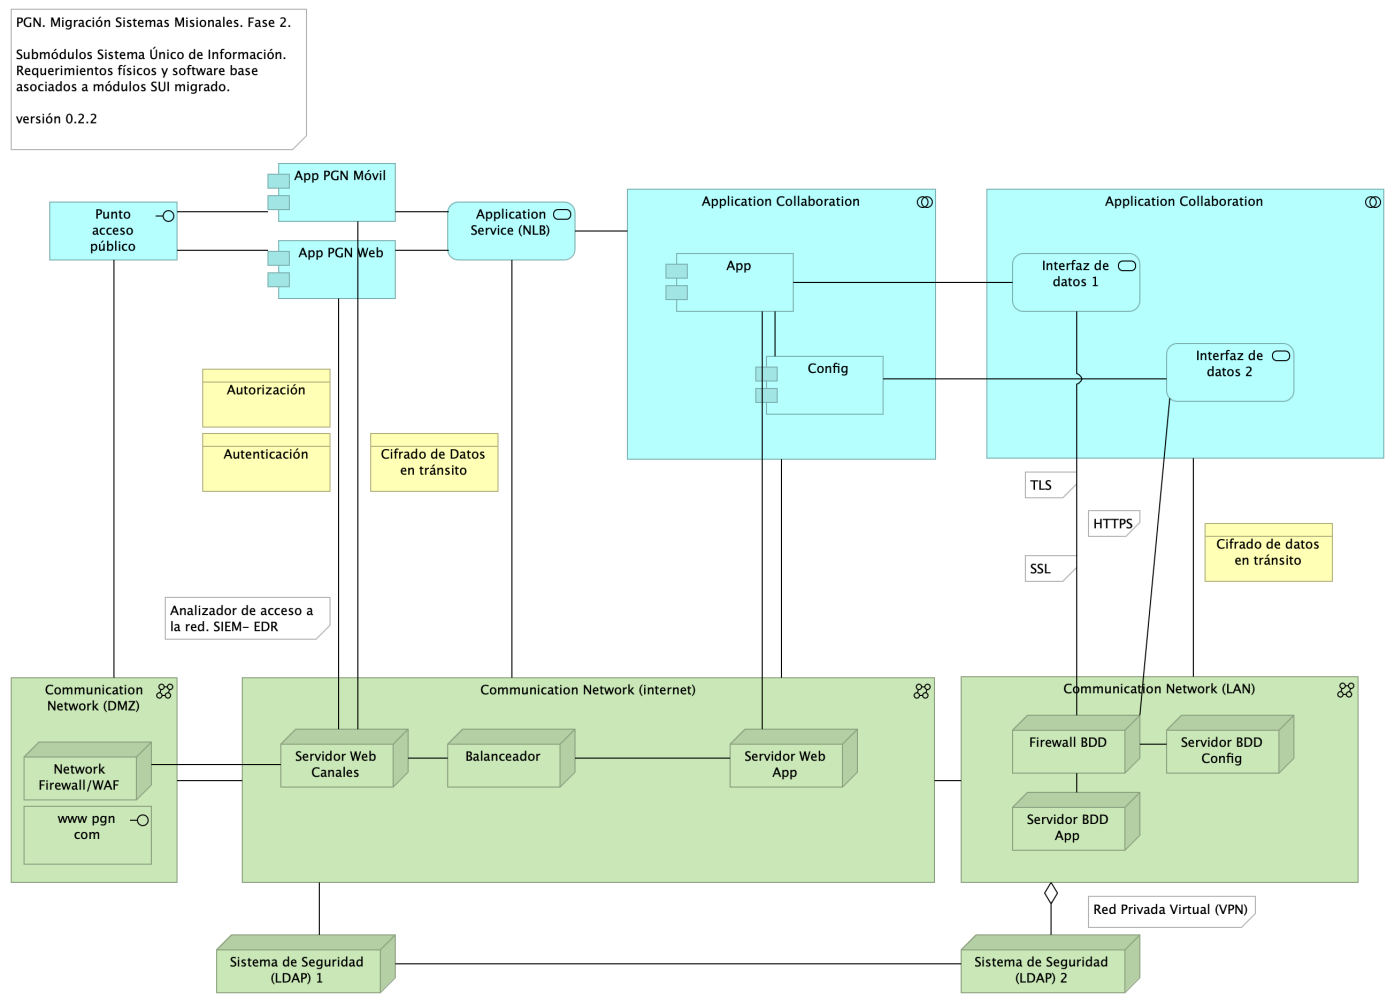 PGN. Migración Sistemas Misionales. Fase 2.
Submódulos Sistema Único de Información.
Requerimientos físicos y software base
asociados a módulos SUI migrado.
versión 0.2.2
Punto
acceso
público
App PGN Móvil
App PGN Web
Application
Service (NLB)
Application Collaboration
App
Config
Application Collaboration
Interfaz de
datos 1
Interfaz de
datos 2
Autorización
Autenticación
Cifrado de Datos
en tránsito
TLS
HTTPS
SSL
Cifrado de datos
en tránsito
Analizador de acceso a
la red. SIEM- EDR
Communication
Network (DMZ)
Network
Firewall/WAF
www pgn
com
Communication Network (internet)
Servidor Web
Canales
Balanceador
Servidor Web
App
Communication Network (LAN)
Firewall BDD
Servidor BDD
Config
Servidor BDD
App
Red Privada Virtual (VPN)
Sistema de Seguridad
(LDAP) 1
Sistema de Seguridad
(LDAP) 2